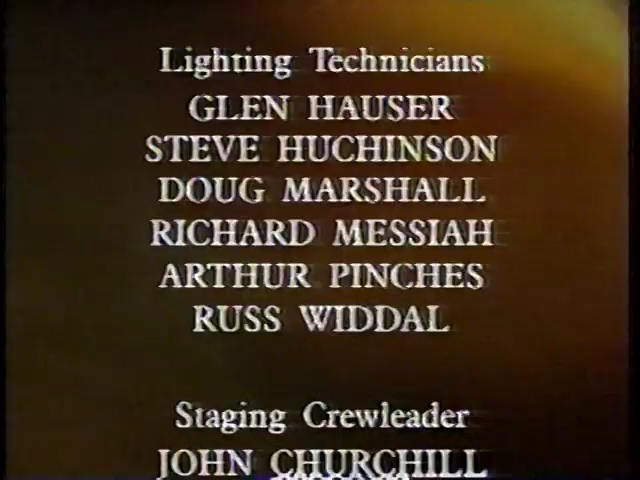 Lighting Technicians
GLEN HAUSER
STEVE HUCHINSON
DOUG MARSHALL
RICHARD MESSIAH
ARTHUR PINCHES
RUSS WIDDAL
Staging Crewleader
JOHN CHURCHILL